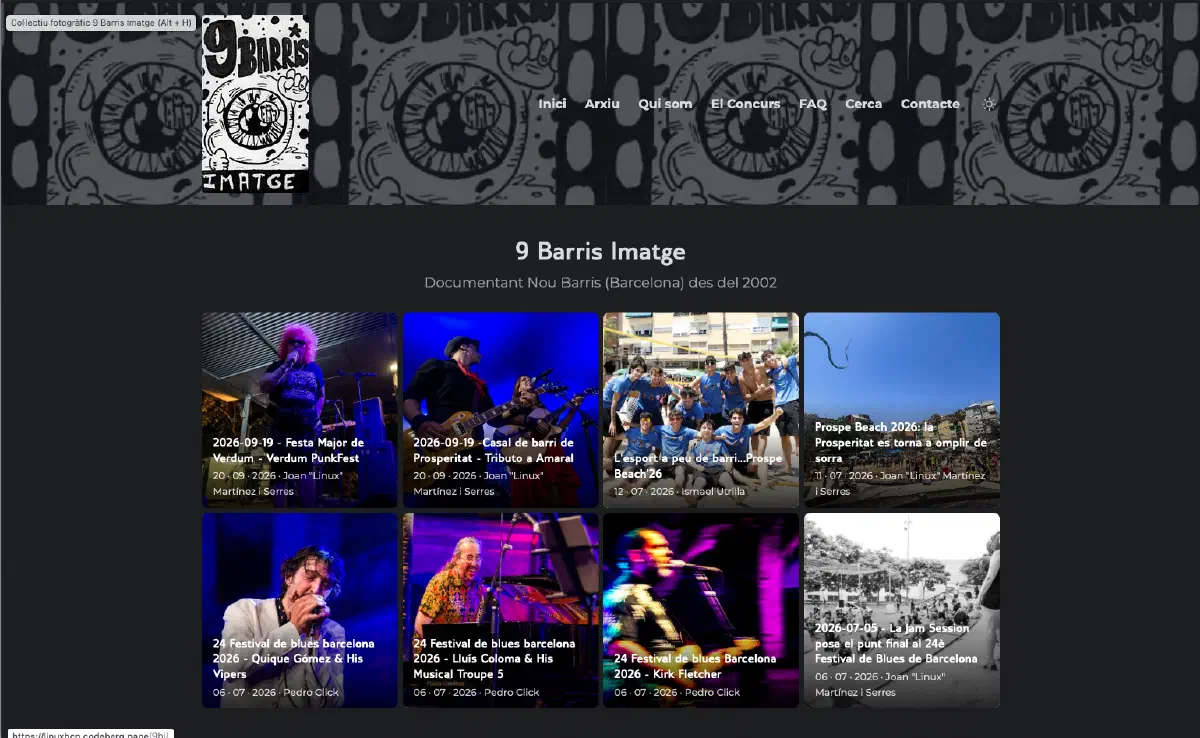 Col·lectiu fotogràfic 9 Barris Imatge (Alt + H)
9 BARRIS
IMATGE
Inici Arxiu Qui som El Concurs FAQ Cerca Contacte
9 Barris Imatge
Documentant Nou Barris (Barcelona) des del 2002
2026-09-19 - Festa Major de
Verdum - Verdum PunkFest
20 · 09 · 2026 · Joan "Linux"
Martínez i Serres
2026-09-19 -Casal de barri de
Prosperitat - Tributo a Amaral
20 · 09 · 2026 · Joan "Linux"
Martínez i Serres
L'esport a peu de barri...Prospe
Beach'26
12 · 07 · 2026 · Ismael Utrilla
Prospe Beach 2026: la
Prosperitat es torna a omplir de
sorra
11 · 07 · 2026 · Joan "Linux" Martínez
i Serres
24 Festival de blues barcelona
2026 - Quique Gómez & His
Vipers
06 · 07 · 2026 · Pedro Click
24 Festival de blues barcelona
2026 - Lluís Coloma & His
Musical Troupe 5
06 · 07 · 2026 · Pedro Click
24 Festival de blues Barcelona
2026 - Kirk Fletcher
06 · 07 · 2026 · Pedro Click
2026-07-05 - La Jam Session
posa el punt final al 24è
Festival de Blues de Barcelona
06 · 07 · 2026 · Joan "Linux"
Martínez i Serres
https://linuxbcn.codeberg.page/9bi/